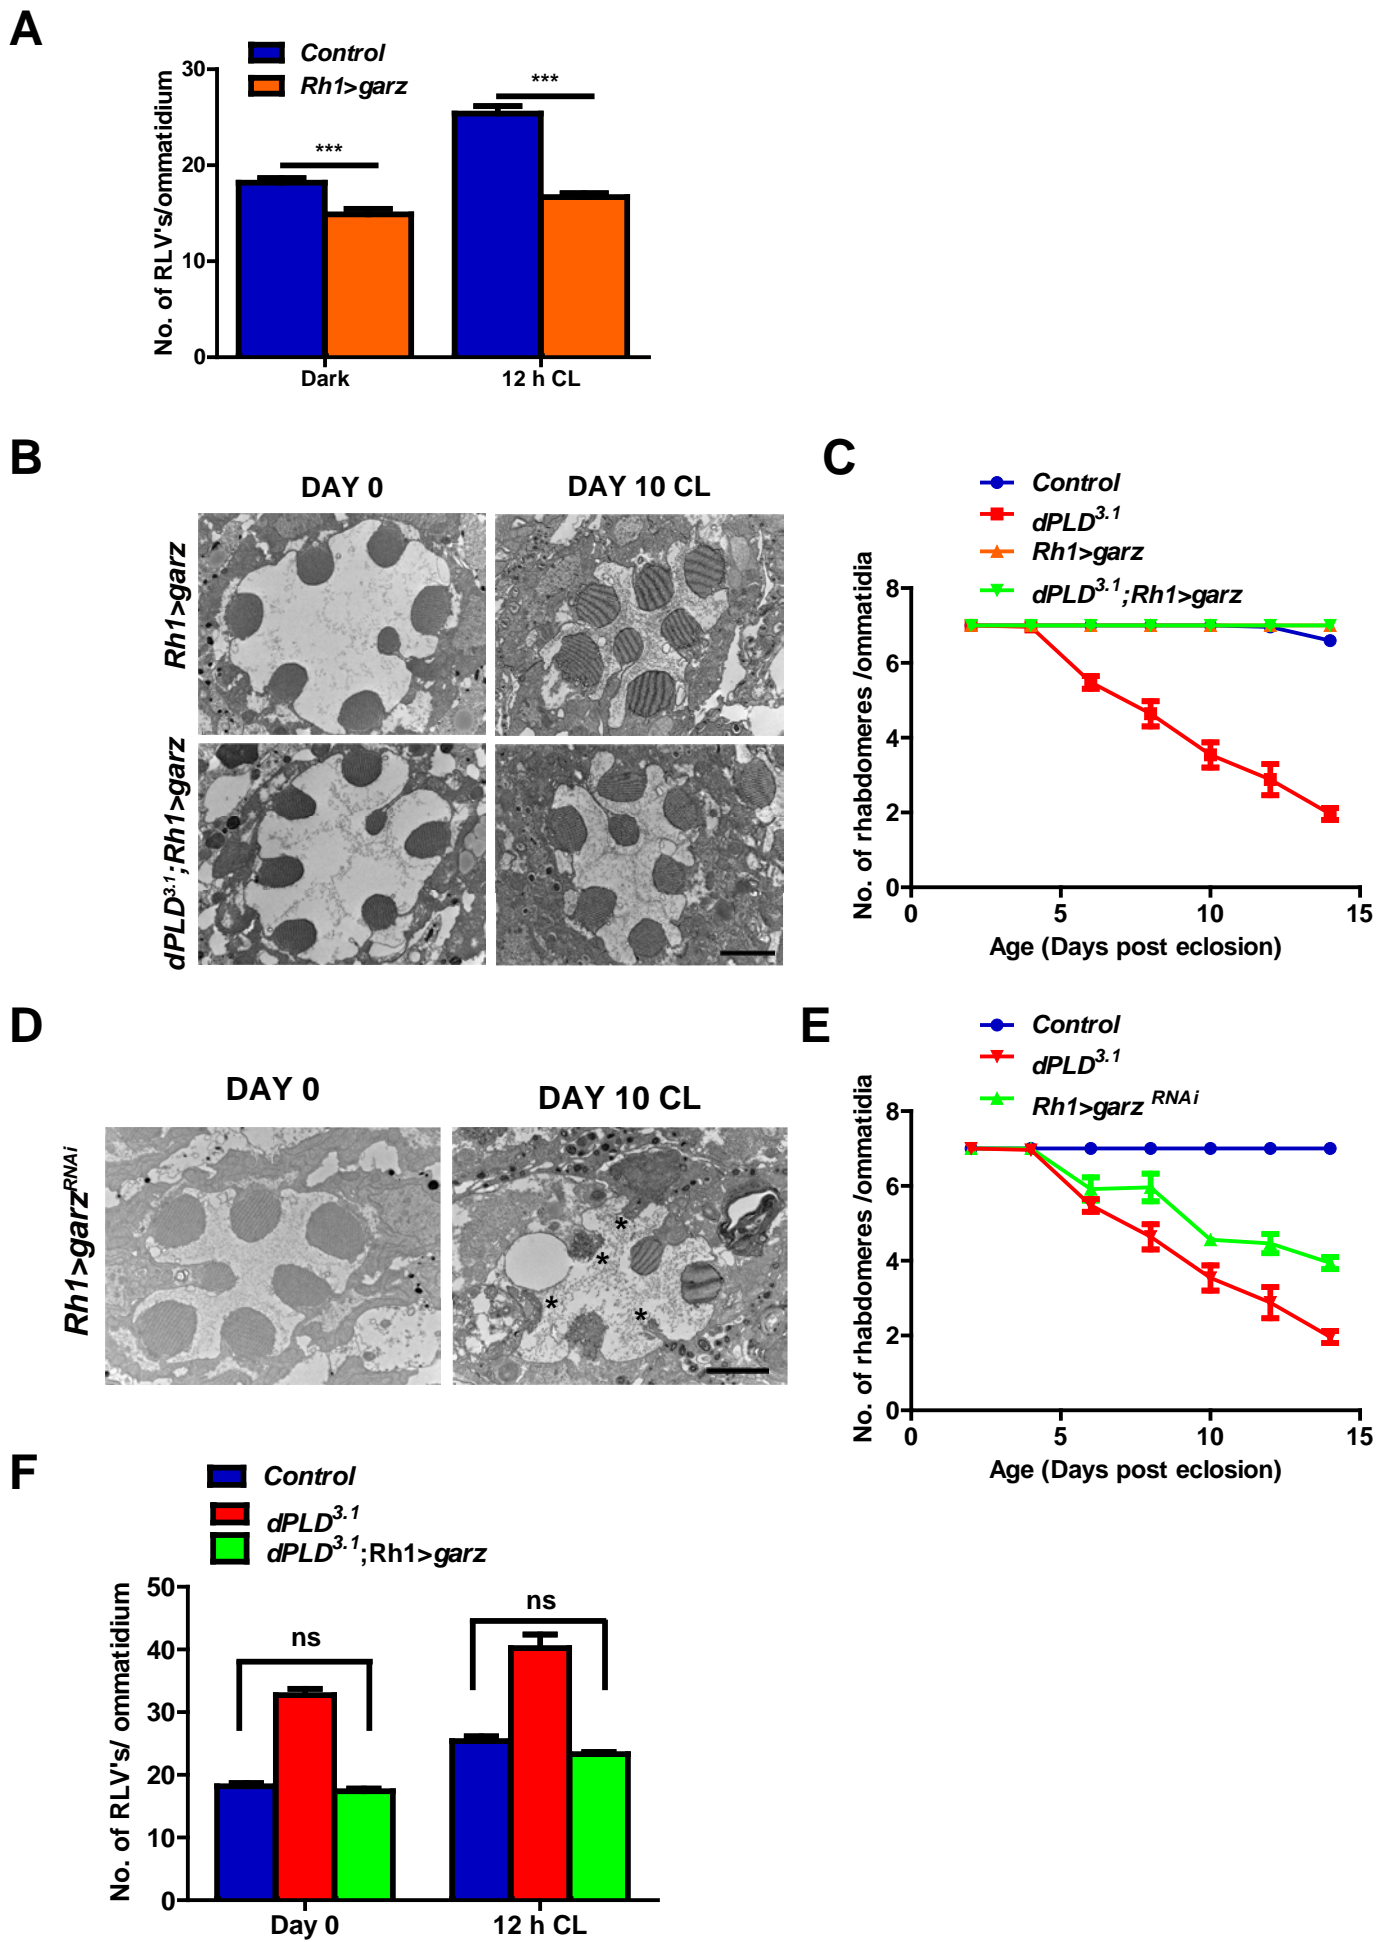 A
Control
Rh1>garz
No. of RLV's/ommatidium
30
20
10
0
***
***
Dark
12 h CL
B
DAY 0
DAY 10 CL
Rh1>garz
dPLD3.1;Rh1>garz
C
Control
dPLD3.1
Rh1>garz
dPLD3.1;Rh1>garz
No. of rhabdomeres /ommatidia
8
6
4
2
0
0
5
10
15
Age (Days post eclosion)
D
DAY 0
DAY 10 CL
Rh1>garzRNAi
*
*
*
*
E
Control
dPLD3.1
Rh1>garz RNAi
No. of rhabdomeres /ommatidia
8
6
4
2
0
0
5
10
15
Age (Days post eclosion)
F
Control
dPLD3.1
dPLD3.1;Rh1>garz
No. of RLV's/ ommatidium
50
40
30
20
10
0
ns
ns
Day 0
12 h CL